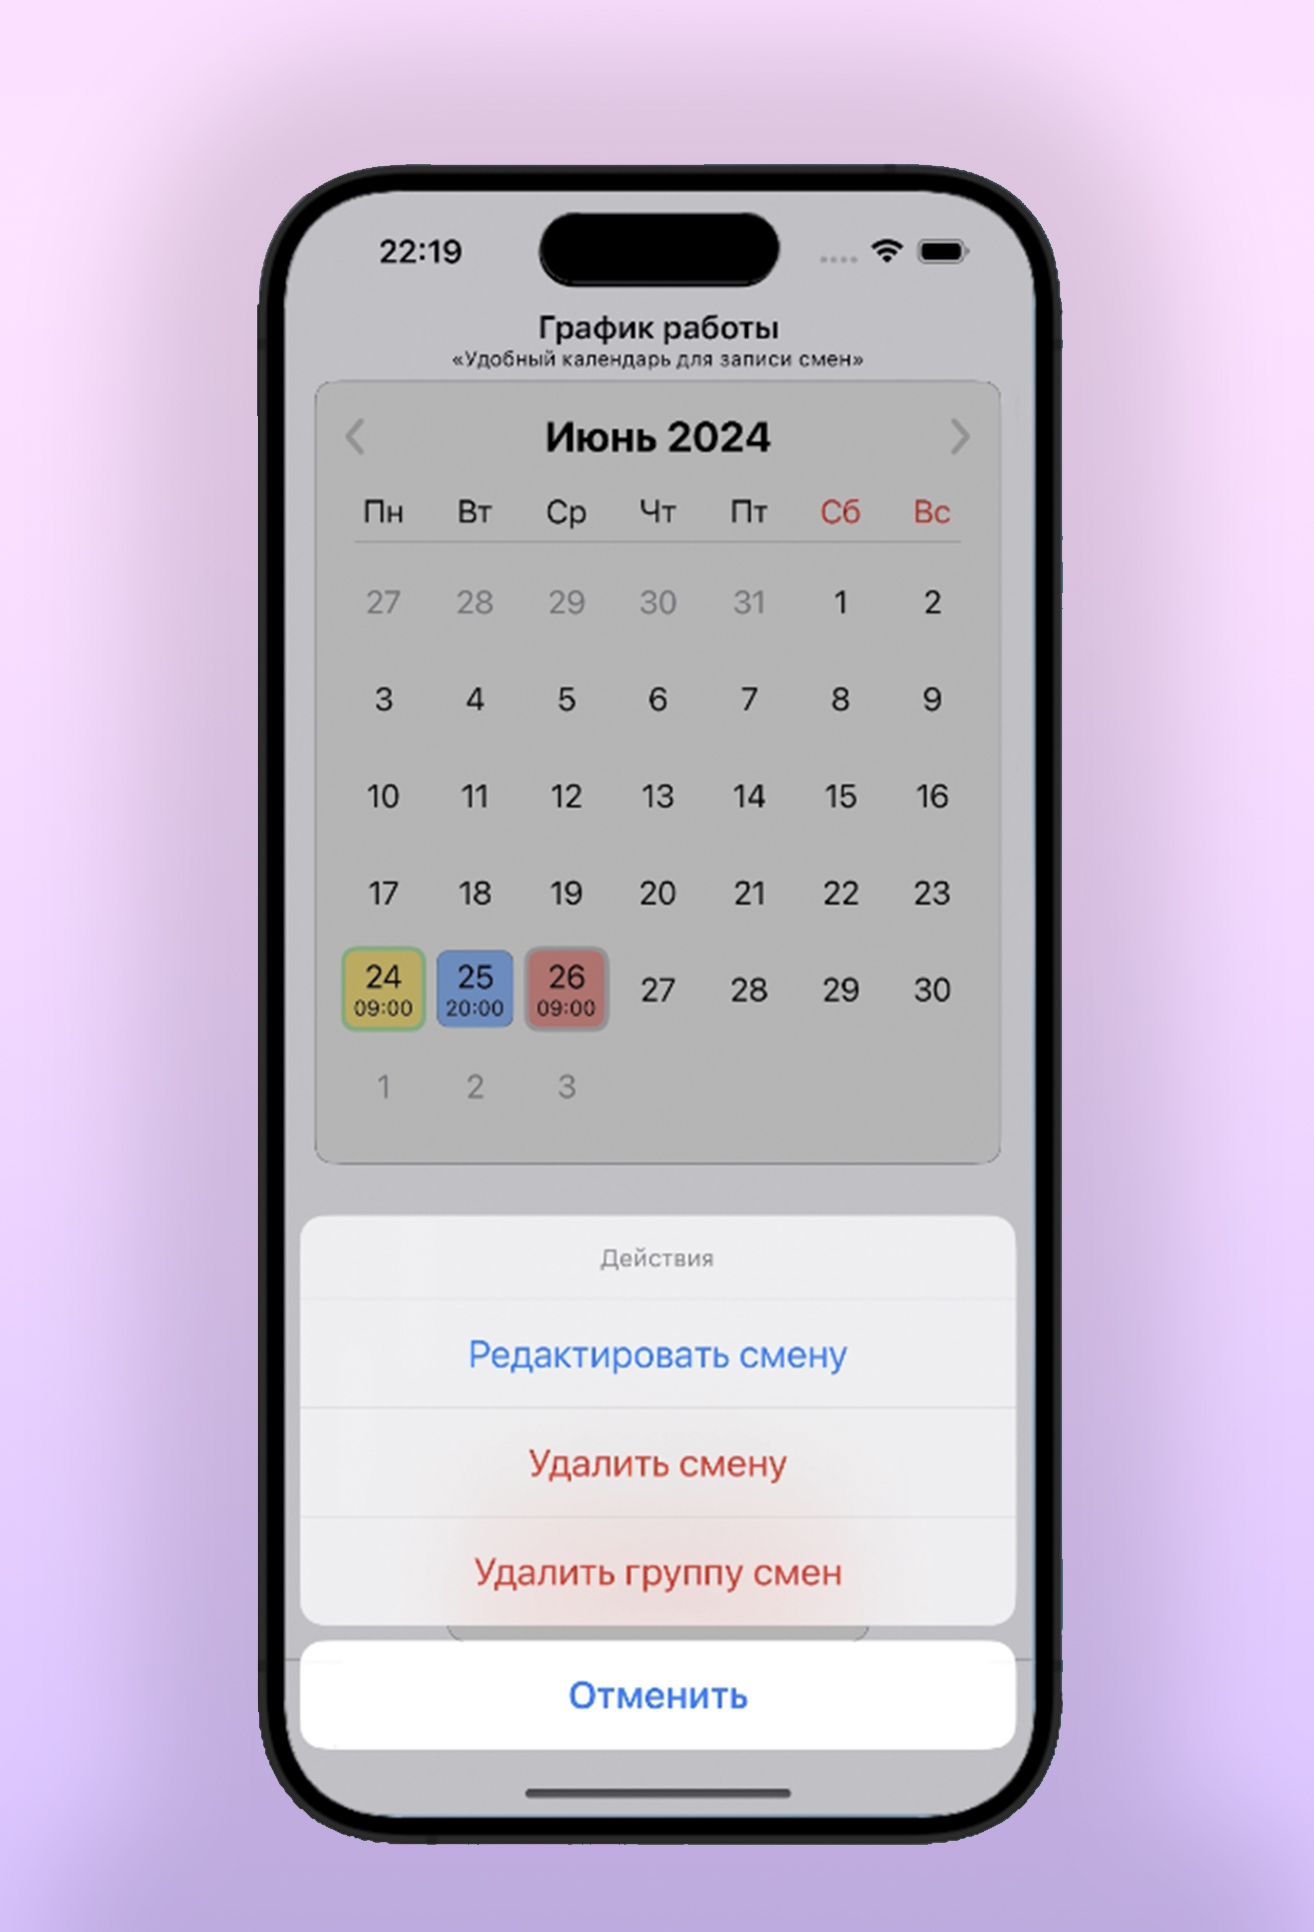 22:19
График работы
«Удобный календарь для записи смен»
Июнь 2024
Пн Вт Ср Чт Пт Сб Вс
27 28 29 30 31 1 2
3 4 5 6 7 8 9
10 11 12 13 14 15 16
17 18 19 20 21 22 23
24 25 26 27 28 29 30
09:00 20:00 09:00
1 2 3
Действия
Редактировать смену
Удалить смену
Удалить группу смен
Отменить